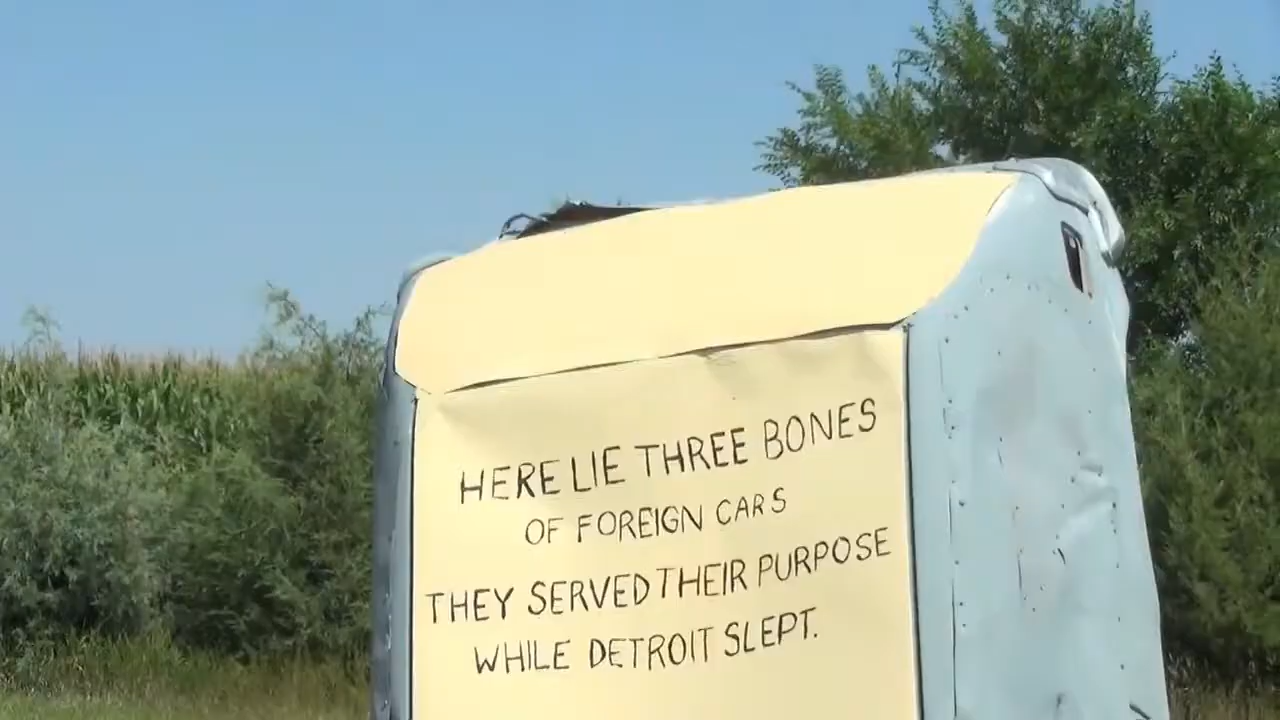 HERE LIE THREE BONES
OF FOREIGN CARS
THEY SERVED THEIR PURPOSE
WHILE DETROIT SLEPT.